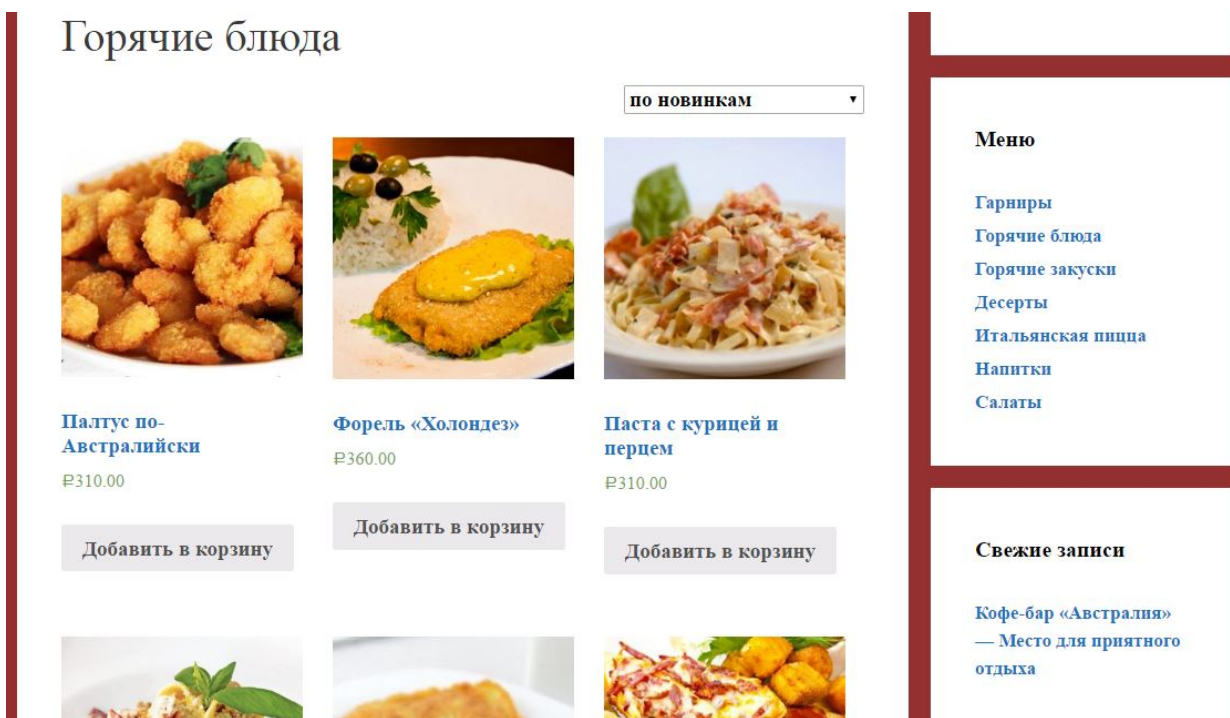 Горячие блюда
по новинкам
Палтус по-
Австралийски
₽310.00
Добавить в корзину
Форель «Холондез»
₽360.00
Добавить в корзину
Паста с курицей и
перцем
₽310.00
Добавить в корзину
Меню
Гарниры
Горячие блюда
Горячие закуски
Десерты
Итальянская пицца
Напитки
Салаты
Свежие записи
Кофе-бар «Австралия»
— Место для приятного
отдыха